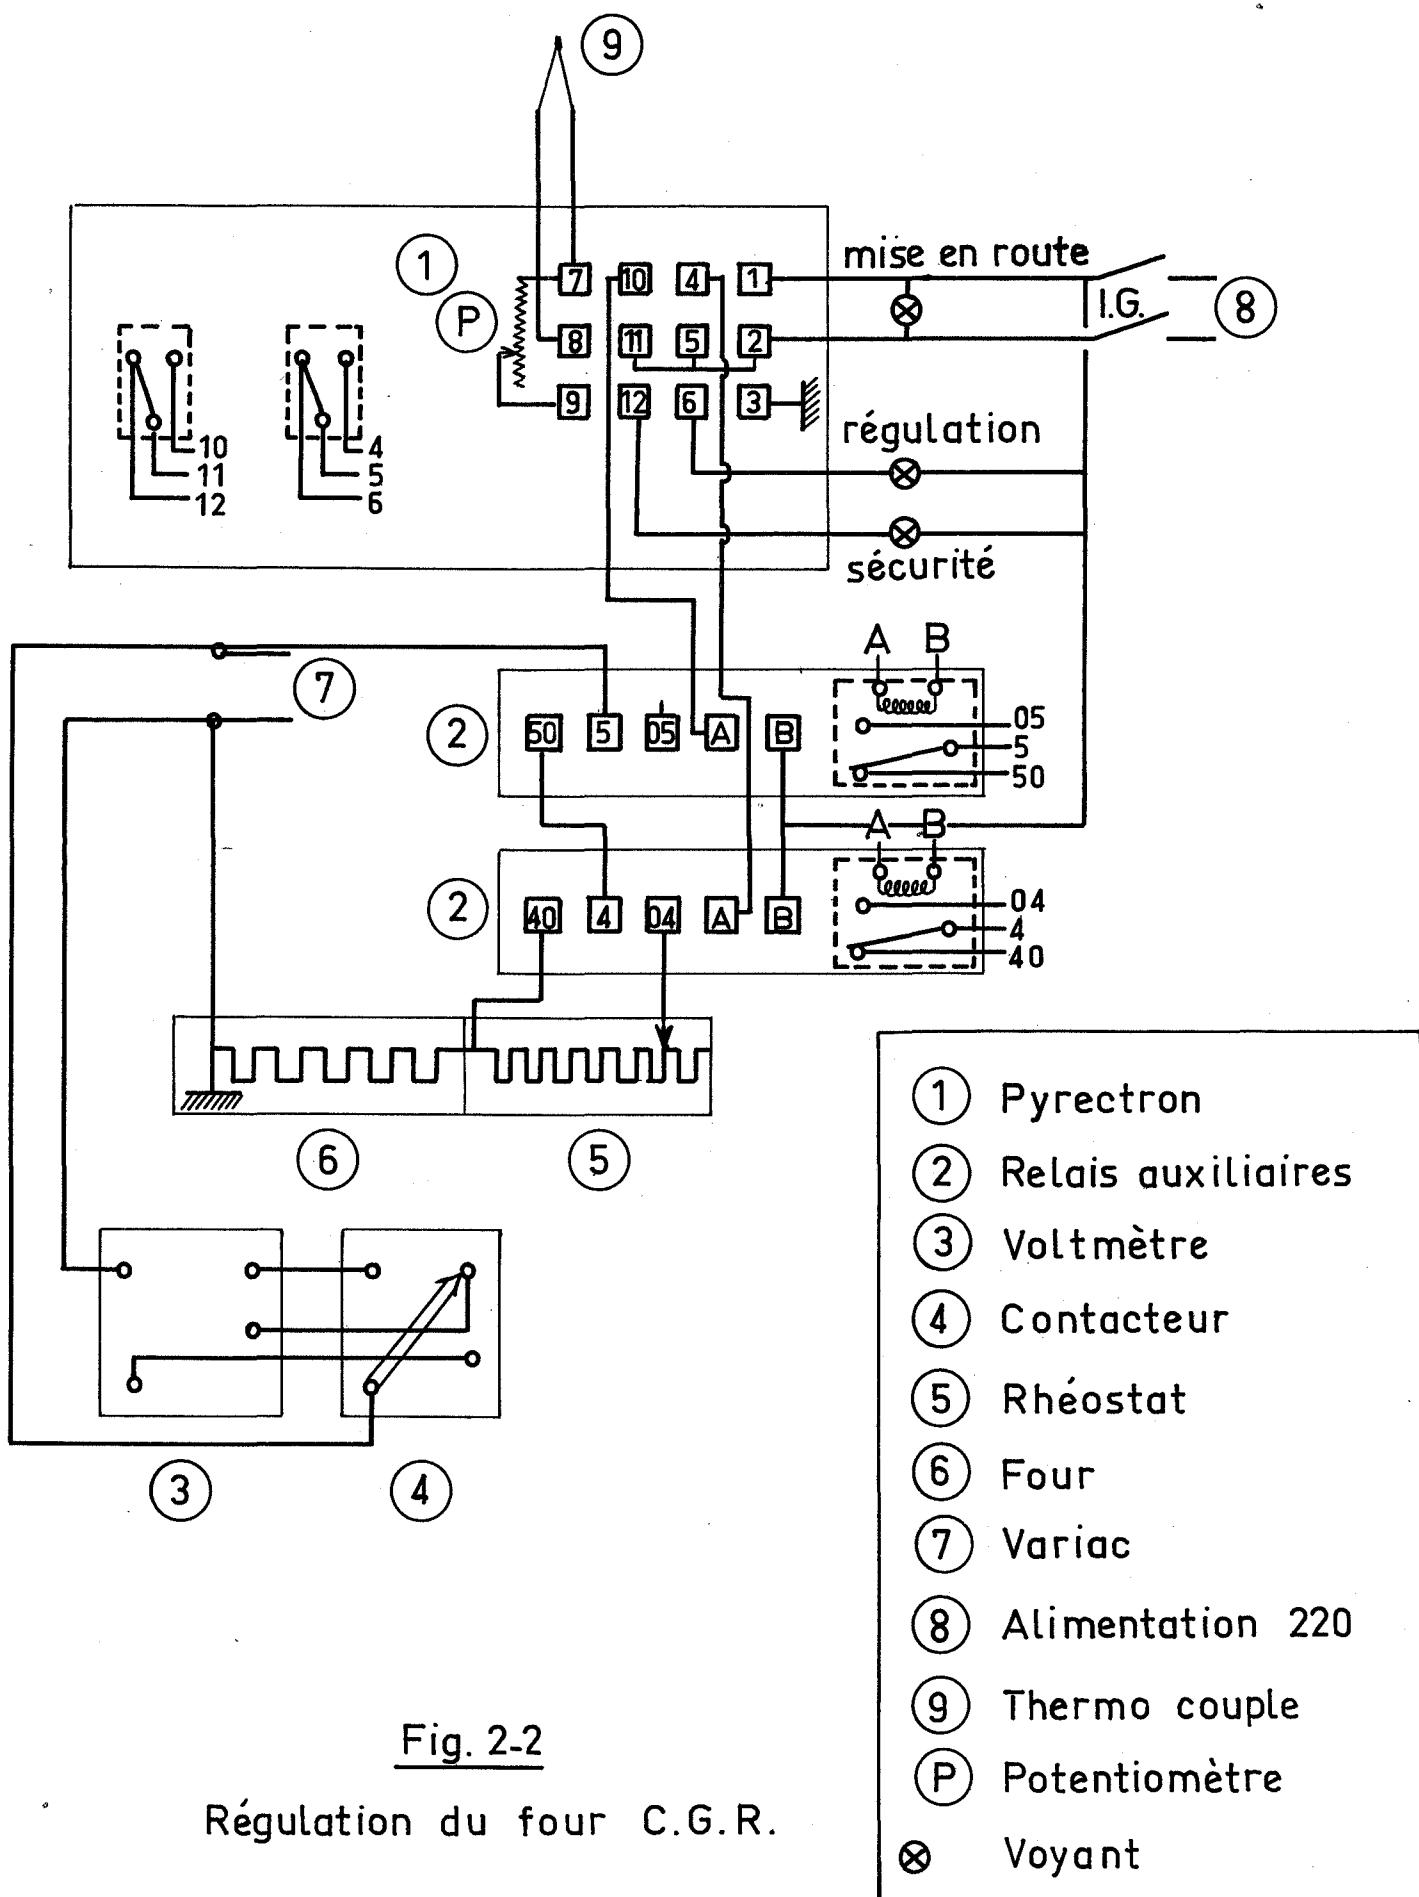 9
1
P
7 10 4 1
8 11 5 2
9 12 6 3
mise en route
I.G.
8
régulation
sécurité
10
11
12
4
5
6
7
2
50 5 05 A B
A B
05
5
50
2
40 4 04 A B
A B
04
4
40
6
5
3
4
1 Pyrectron
2 Relais auxiliaires
3 Voltmètre
4 Contacteur
5 Rhéostat
6 Four
7 Variac
8 Alimentation 220
9 Thermo couple
P Potentiomètre
Voyant
Fig. 2-2
Régulation du four C.G.R.